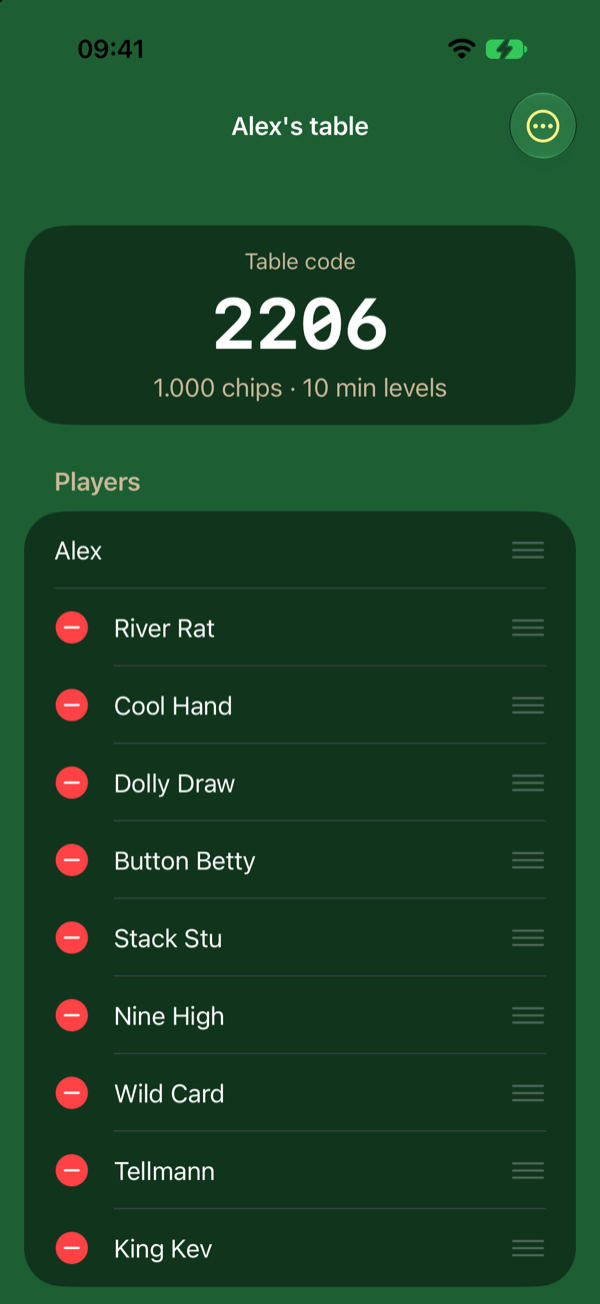 09:41
Alex's table
Table code
2206
1.000 chips · 10 min levels
Players
Alex
River Rat
Cool Hand
Dolly Draw
Button Betty
Stack Stu
Nine High
Wild Card
Tellmann
King Kev